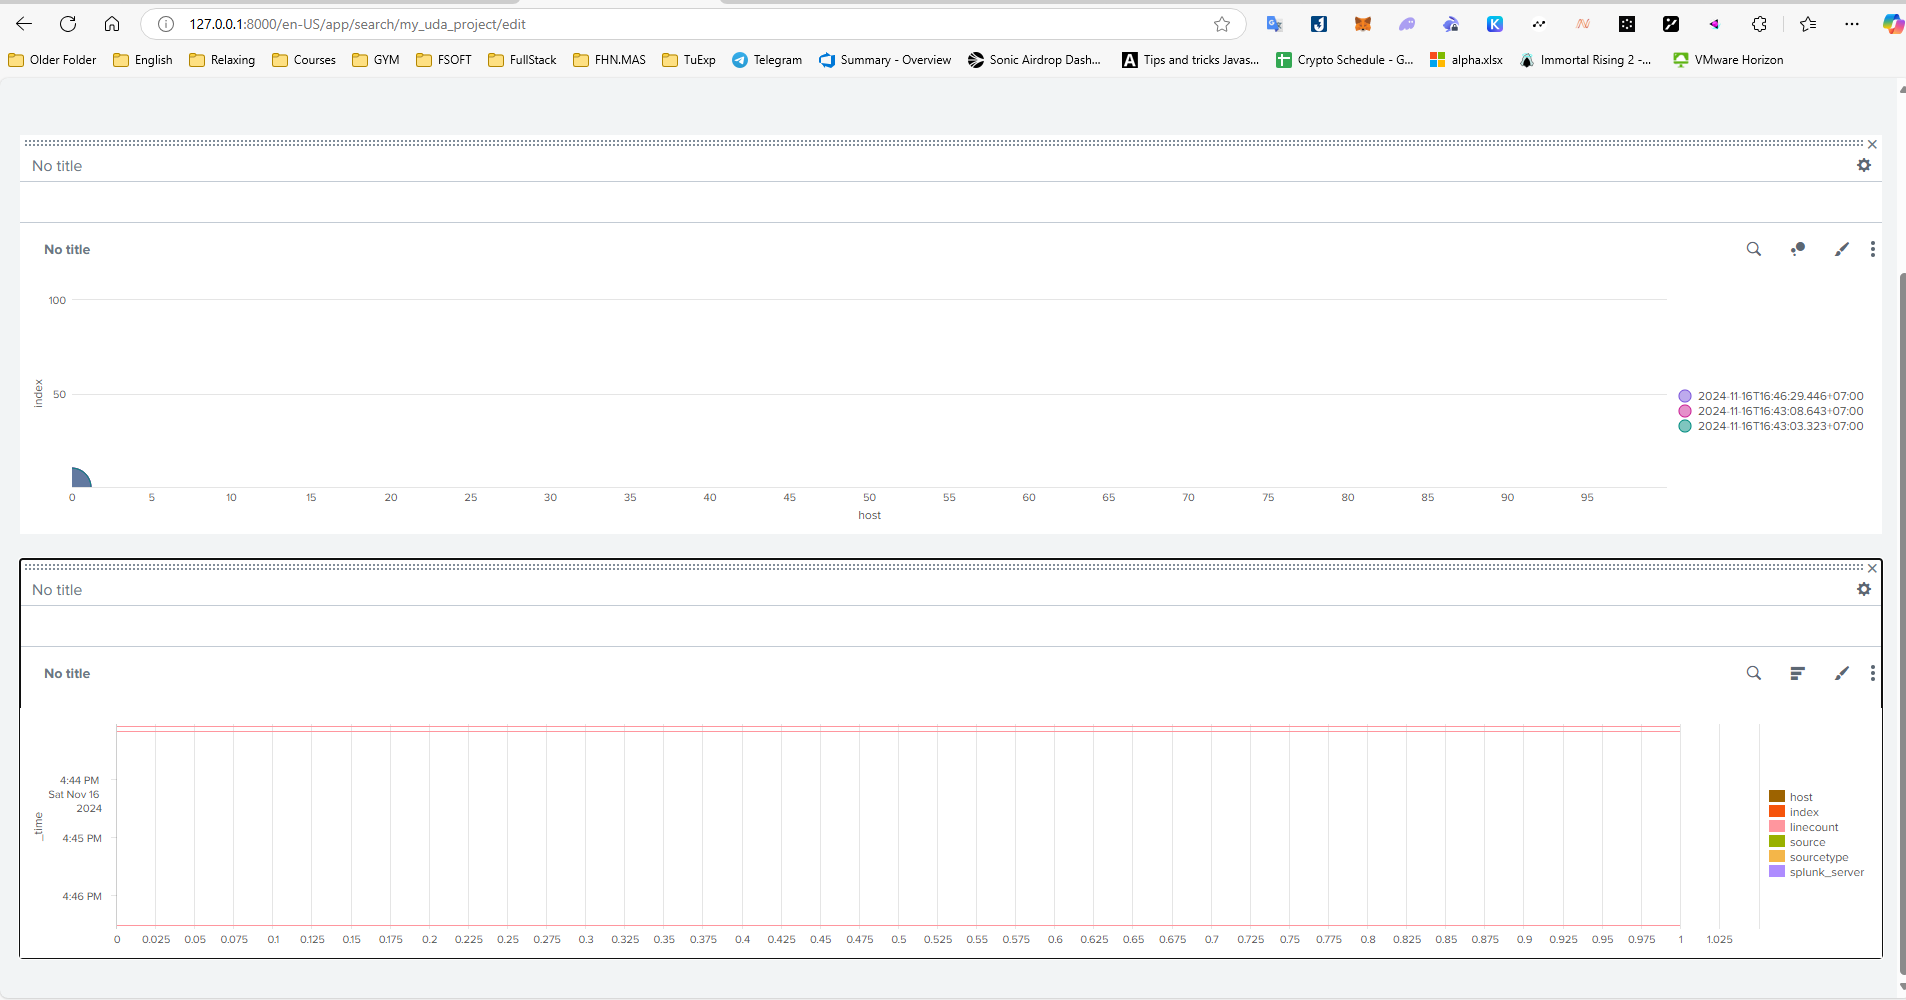 127.0.0.1:8000/en-US/app/search/my_uda_project/edit
Older Folder English Relaxing Courses GYM FSOFT FullStack FHN.MAS TuExp Telegram Summary - Overview Sonic Airdrop Dash... Tips and tricks Javas... Crypto Schedule - G... alpha.xlsx Immortal Rising 2 -... VMware Horizon
No title
No title
100
index
50
2024-11-16T16:46:29.446+07:00
2024-11-16T16:43:08.643+07:00
2024-11-16T16:43:03.323+07:00
0 5 10 15 20 25 30 35 40 45 50 55 60 65 70 75 80 85 90 95
host
No title
No title
4:44 PM
Sat Nov 16
2024
_time
4:45 PM
4:46 PM
host
index
linecount
source
sourcetype
splunk_server
0 0.025 0.05 0.075 0.1 0.125 0.15 0.175 0.2 0.225 0.25 0.275 0.3 0.325 0.35 0.375 0.4 0.425 0.45 0.475 0.5 0.525 0.55 0.575 0.6 0.625 0.65 0.675 0.7 0.725 0.75 0.775 0.8 0.825 0.85 0.875 0.9 0.925 0.95 0.975 1 1.025